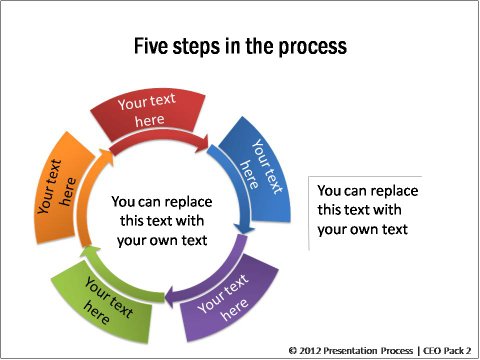 Five steps in the process
Your text
here
Your text
here
Your text
here
Your text
here
Your text
here
You can replace
this text with
your own text
You can replace
this text with
your own text
© 2012 Presentation Process | CEO Pack 2